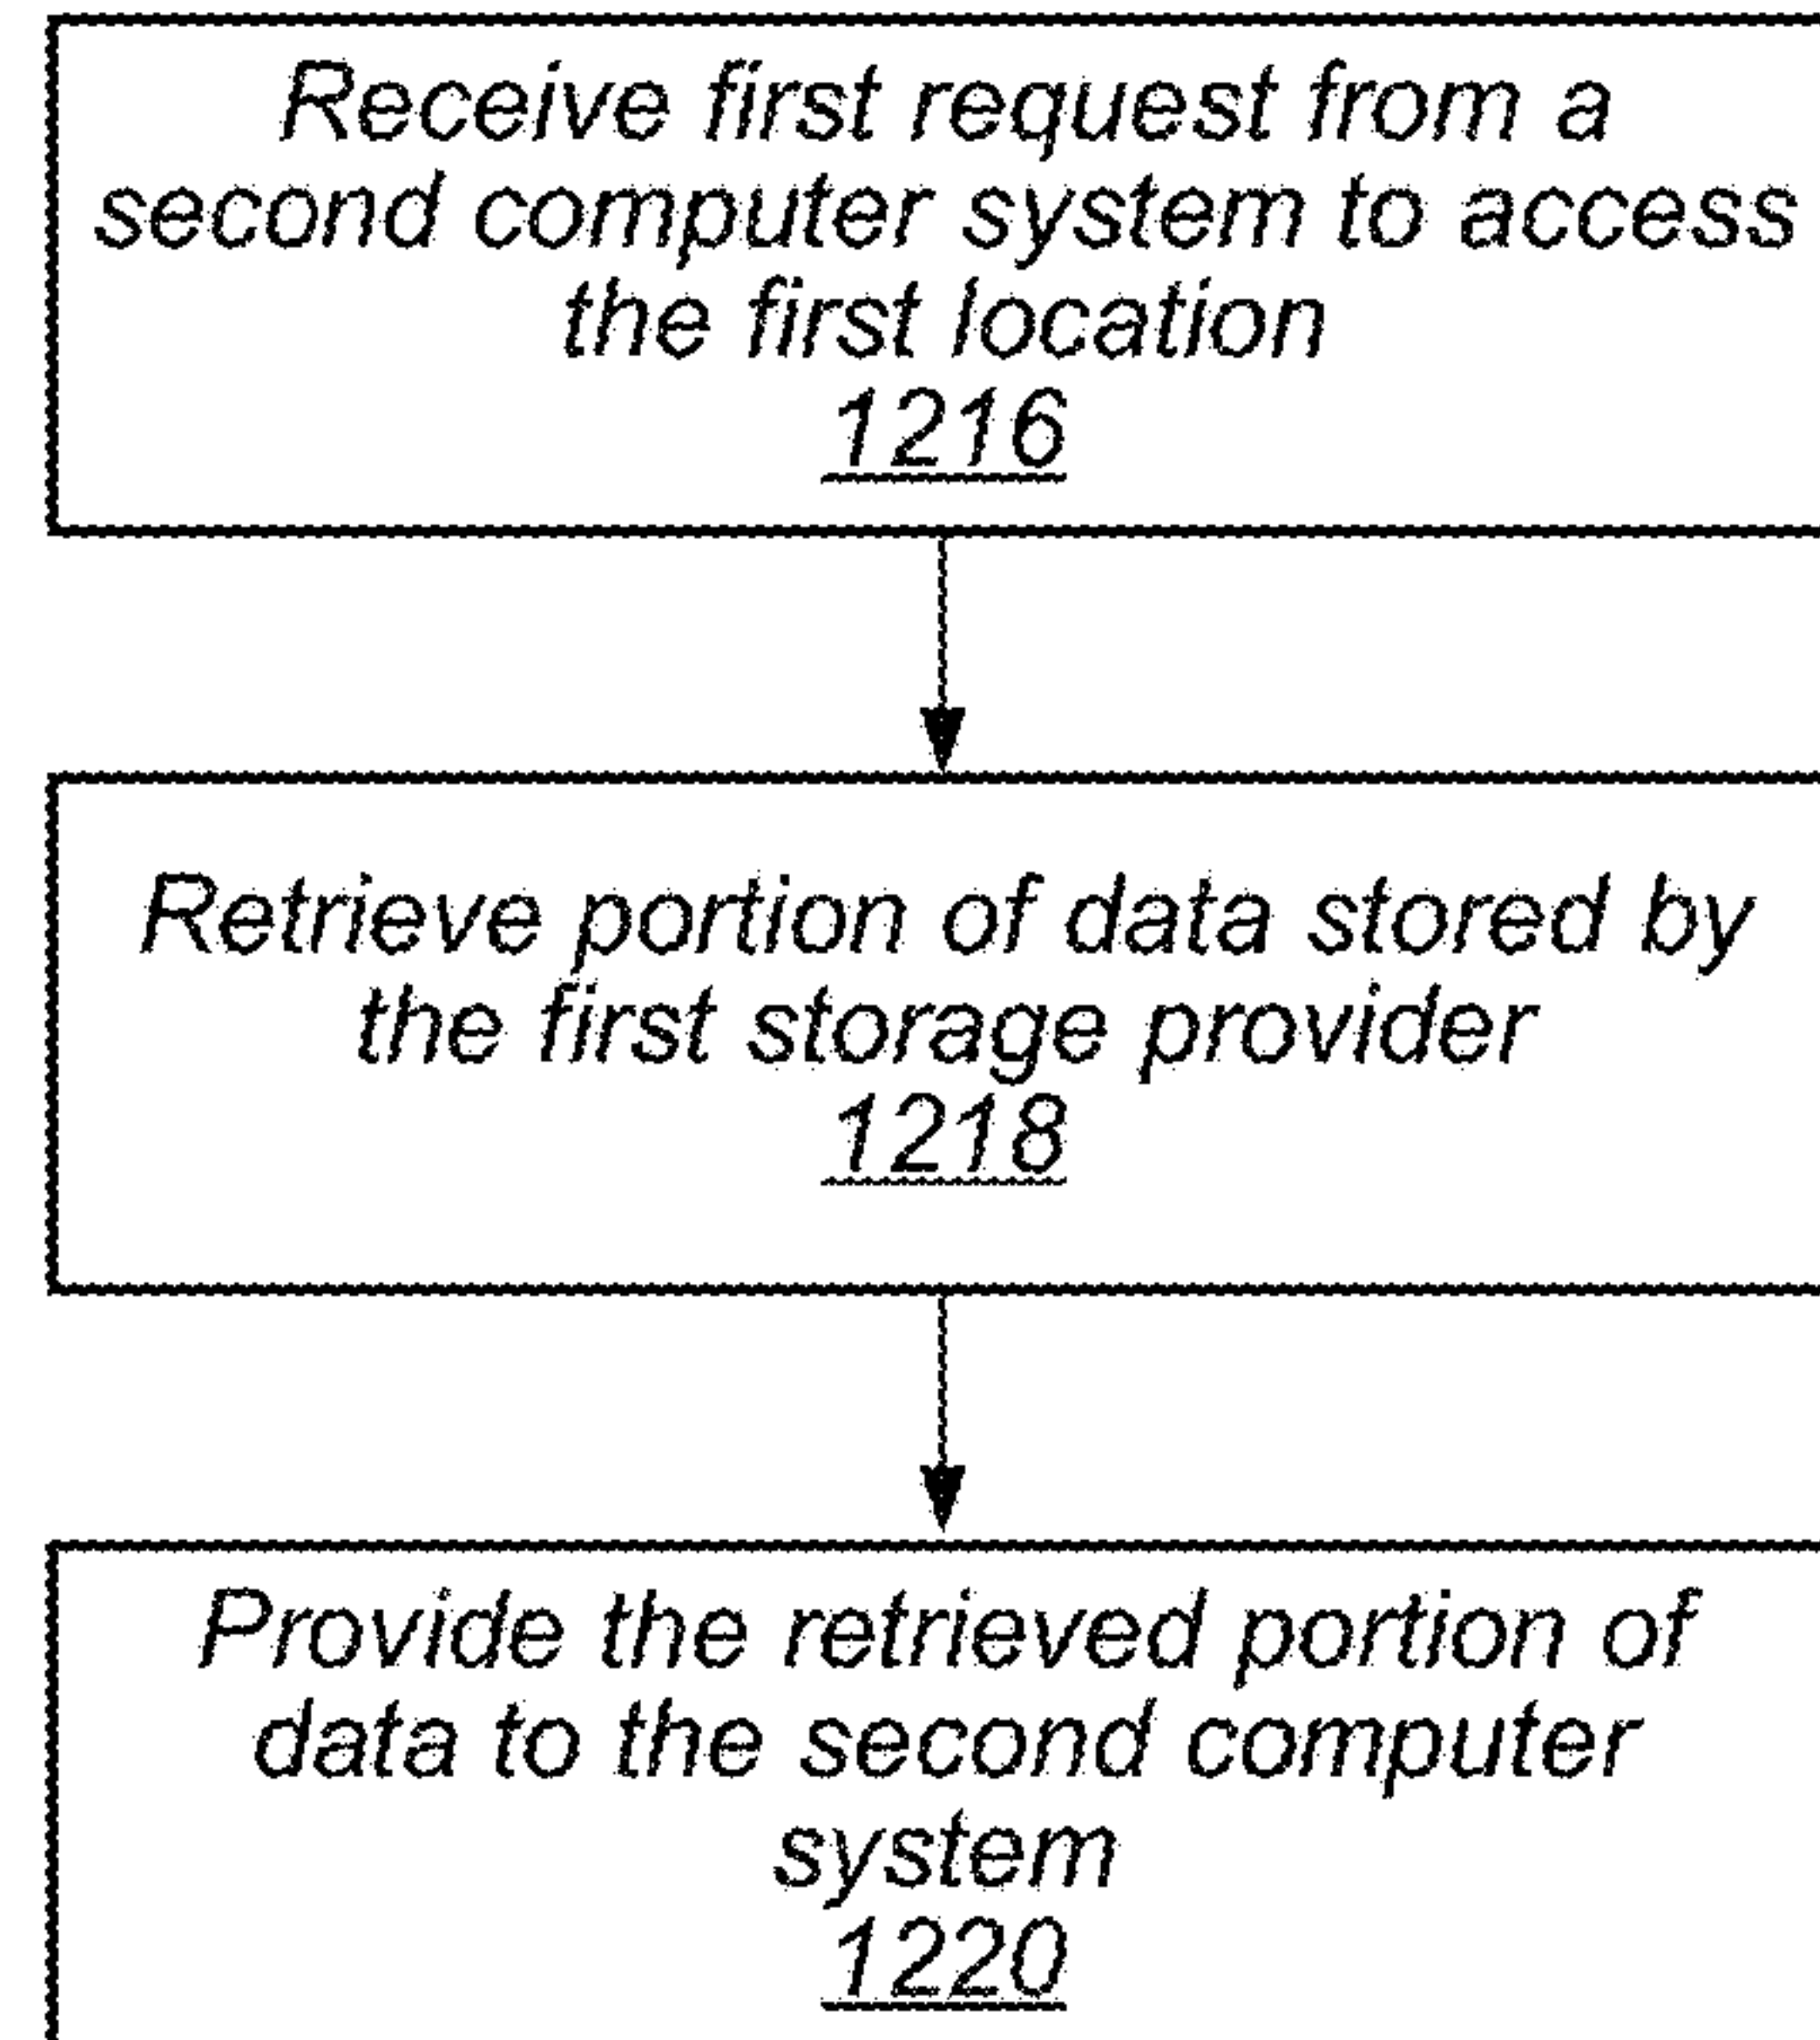 Receive first request from a
second computer system to access
the first location
1216
Retrieve portion of data stored by
the first storage provider
1218
Provide the retrieved portion of
data to the second computer
system
1220